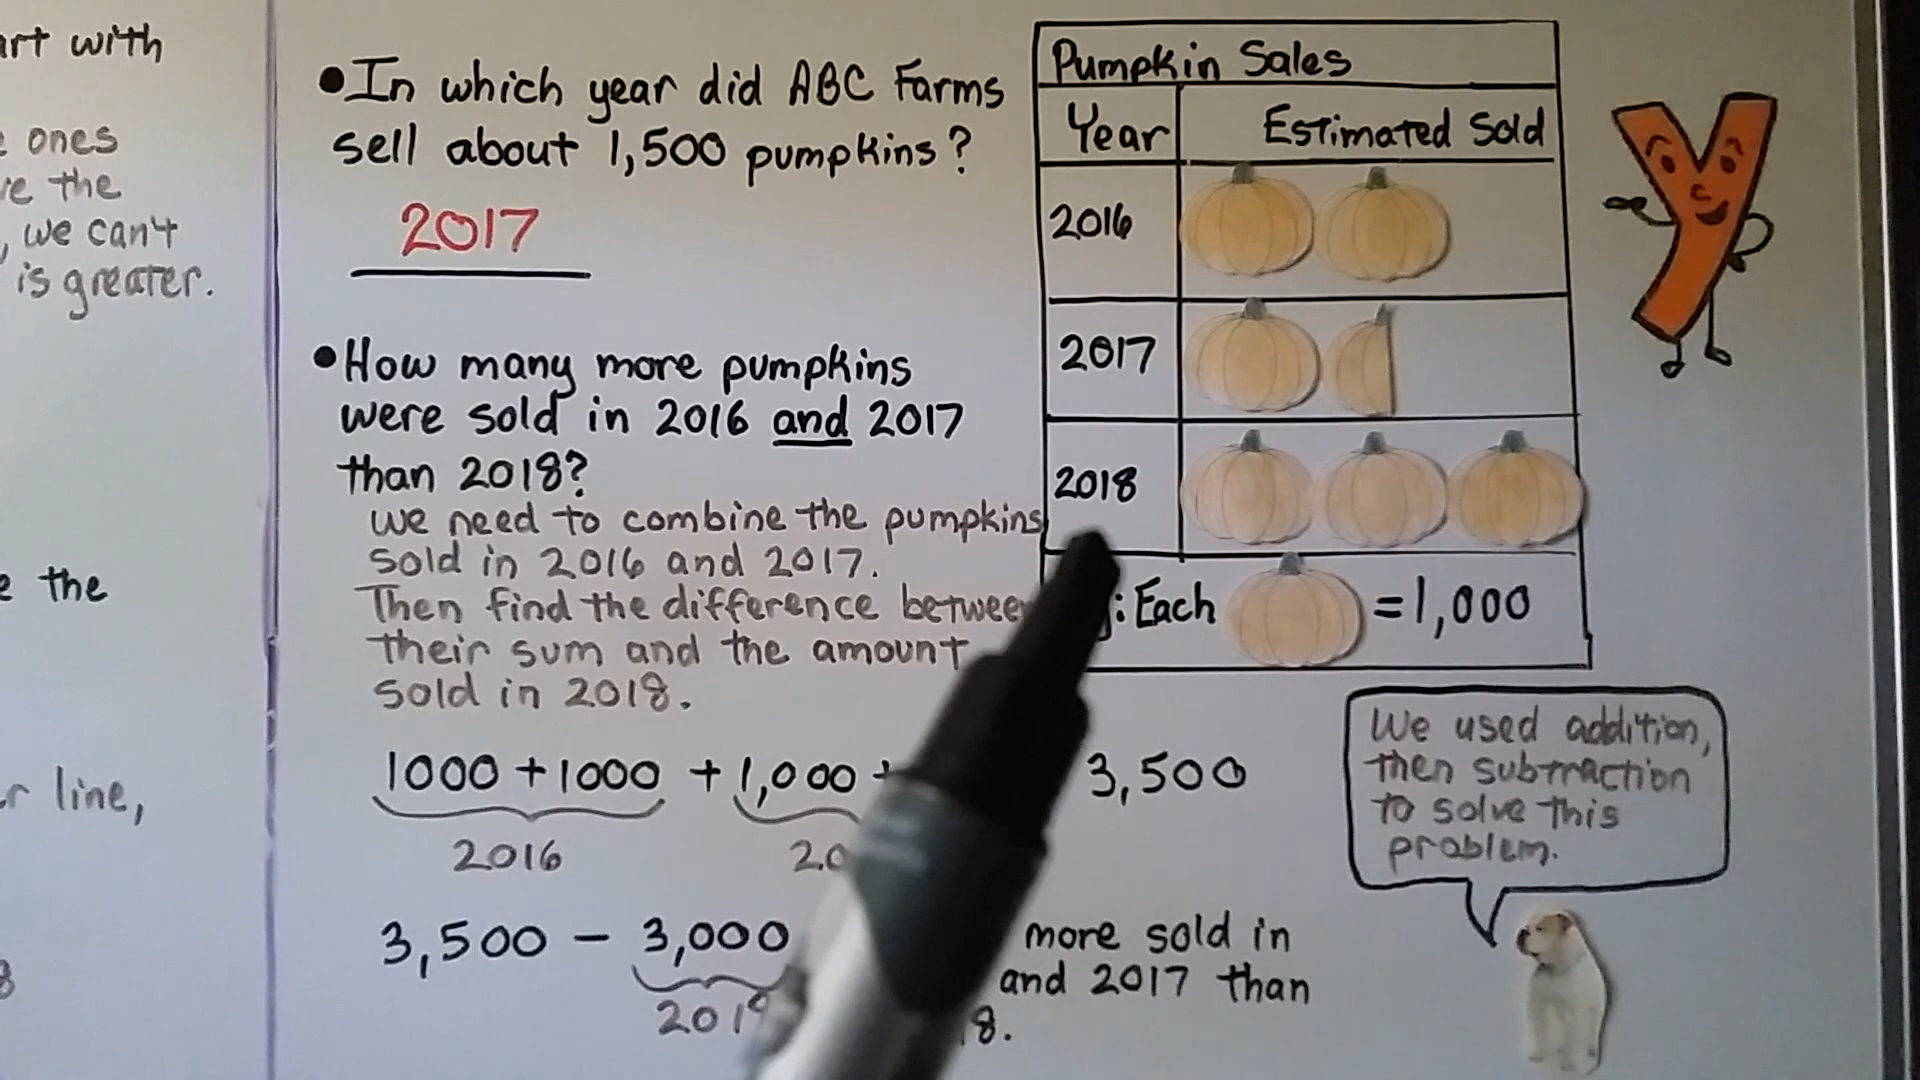 art with
ones
the
, we can't
is greater.
the
line,
• In which year did ABC Farms
sell about 1,500 pumpkins?
2017
• How many more pumpkins
were sold in 2016 and 2017
than 2018?
We need to combine the pumpkins
sold in 2016 and 2017.
Then find the difference between
their sum and the amount
sold in 2018.
1000 + 1000 + 1,000 + 3,500
2016
3,500 - 3,000 more sold in
and 2017 than
8.
Pumpkin Sales
Year Estimated Sold
2016
2017
2018
: Each = 1,000
We used addition,
then subtraction
to solve this
problem.